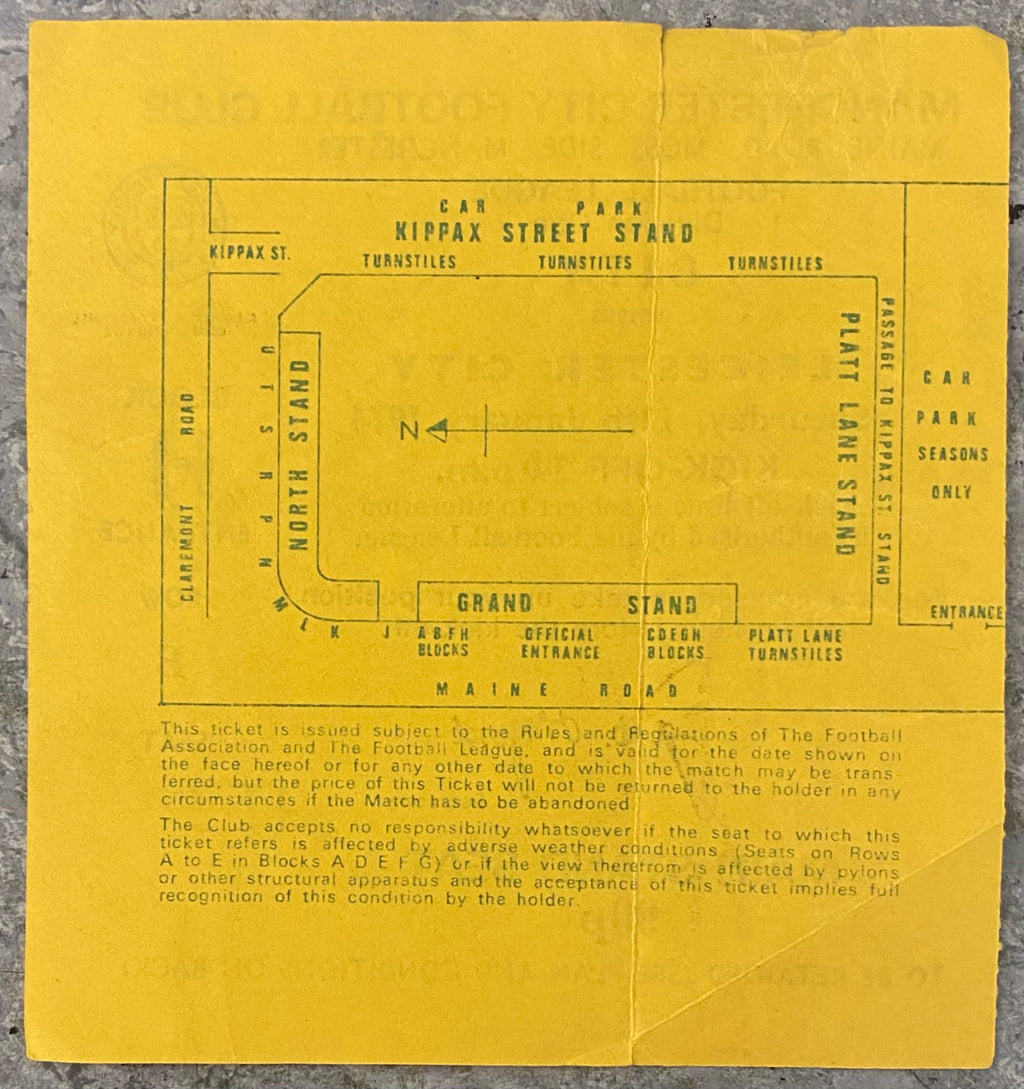 CAR PARK
KIPPAX STREET STAND
KIPPAX ST.
TURNSTILES TURNSTILES TURNSTILES
CLAREMONT ROAD
U T S R P N M L K J
NORTH STAND
N
PLATT LANE STAND
PASSAGE TO KIPPAX ST. STAND
CAR
PARK
SEASONS
ONLY
ENTRANCE
GRAND STAND
A B F H
BLOCKS
OFFICIAL
ENTRANCE
C D E G H
BLOCKS
PLATT LANE
TURNSTILES
MAINE ROAD
This ticket is issued subject to the Rules and Regulations of The Football
Association and The Football League, and is valid for the date shown on
the face hereof or for any other date to which the match may be trans-
ferred, but the price of this Ticket will not be returned to the holder in any
circumstances if the Match has to be abandoned
The Club accepts no responsibility whatsoever if the seat to which this
ticket refers is affected by adverse weather conditions (Seats on Rows
A to E in Blocks A D E F G) or if the view therefrom is affected by pylons
or other structural apparatus and the acceptance of this ticket implies full
recognition of this condition by the holder.